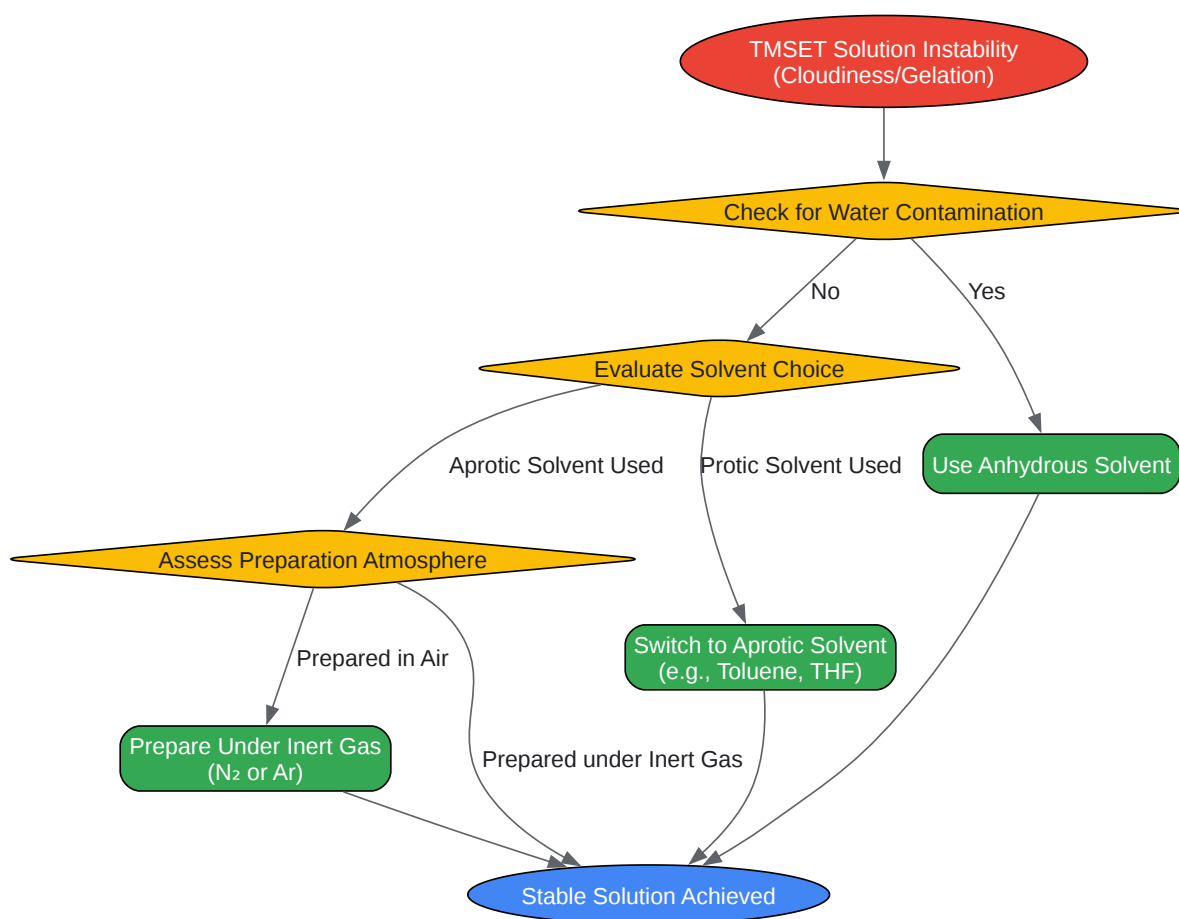 TMSET Solution Instability
(Cloudiness/Gelation)
Check for Water Contamination
No
Yes
Evaluate Solvent Choice
Aprotic Solvent Used
Protic Solvent Used
Use Anhydrous Solvent
Assess Preparation Atmosphere
Switch to Aprotic Solvent
(e.g., Toluene, THF)
Prepared in Air
Prepare Under Inert Gas
(N₂ or Ar)
Prepared under Inert Gas
Stable Solution Achieved